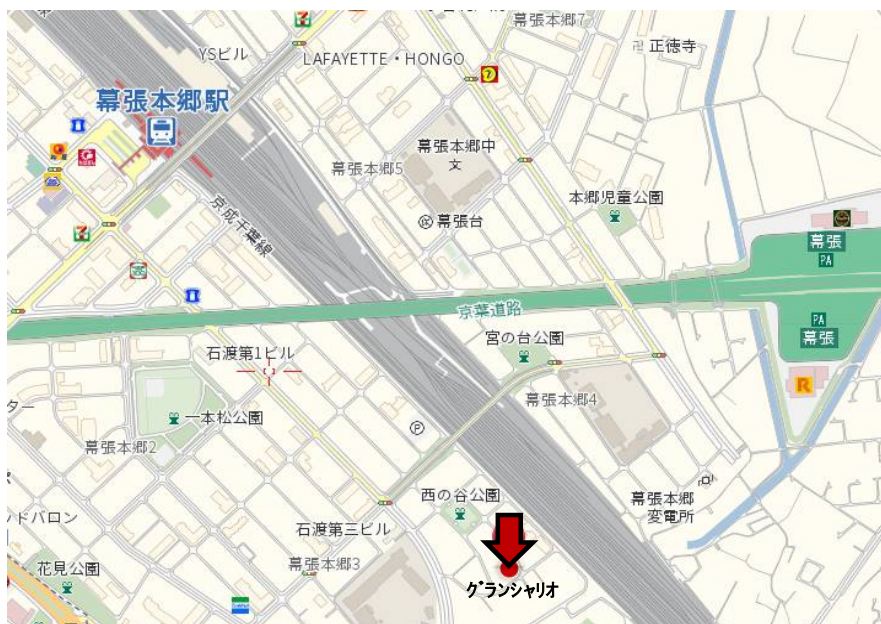 幕張本郷7
正徳寺
YSビル
LAFAYETTE・HONGO
幕張本郷駅
幕張本郷中
文
幕張本郷5
本郷児童公園
幕張台
京成千葉線
幕張
PA
京葉道路
PA
幕張
宮の台公園
石渡第1ビル
ター
一本松公園
幕張本郷4
幕張本郷2
P
西の谷公園
幕張本郷
変電所
ンドバロン
石渡第三ビル
花見公園
幕張本郷3
グランシャリオ